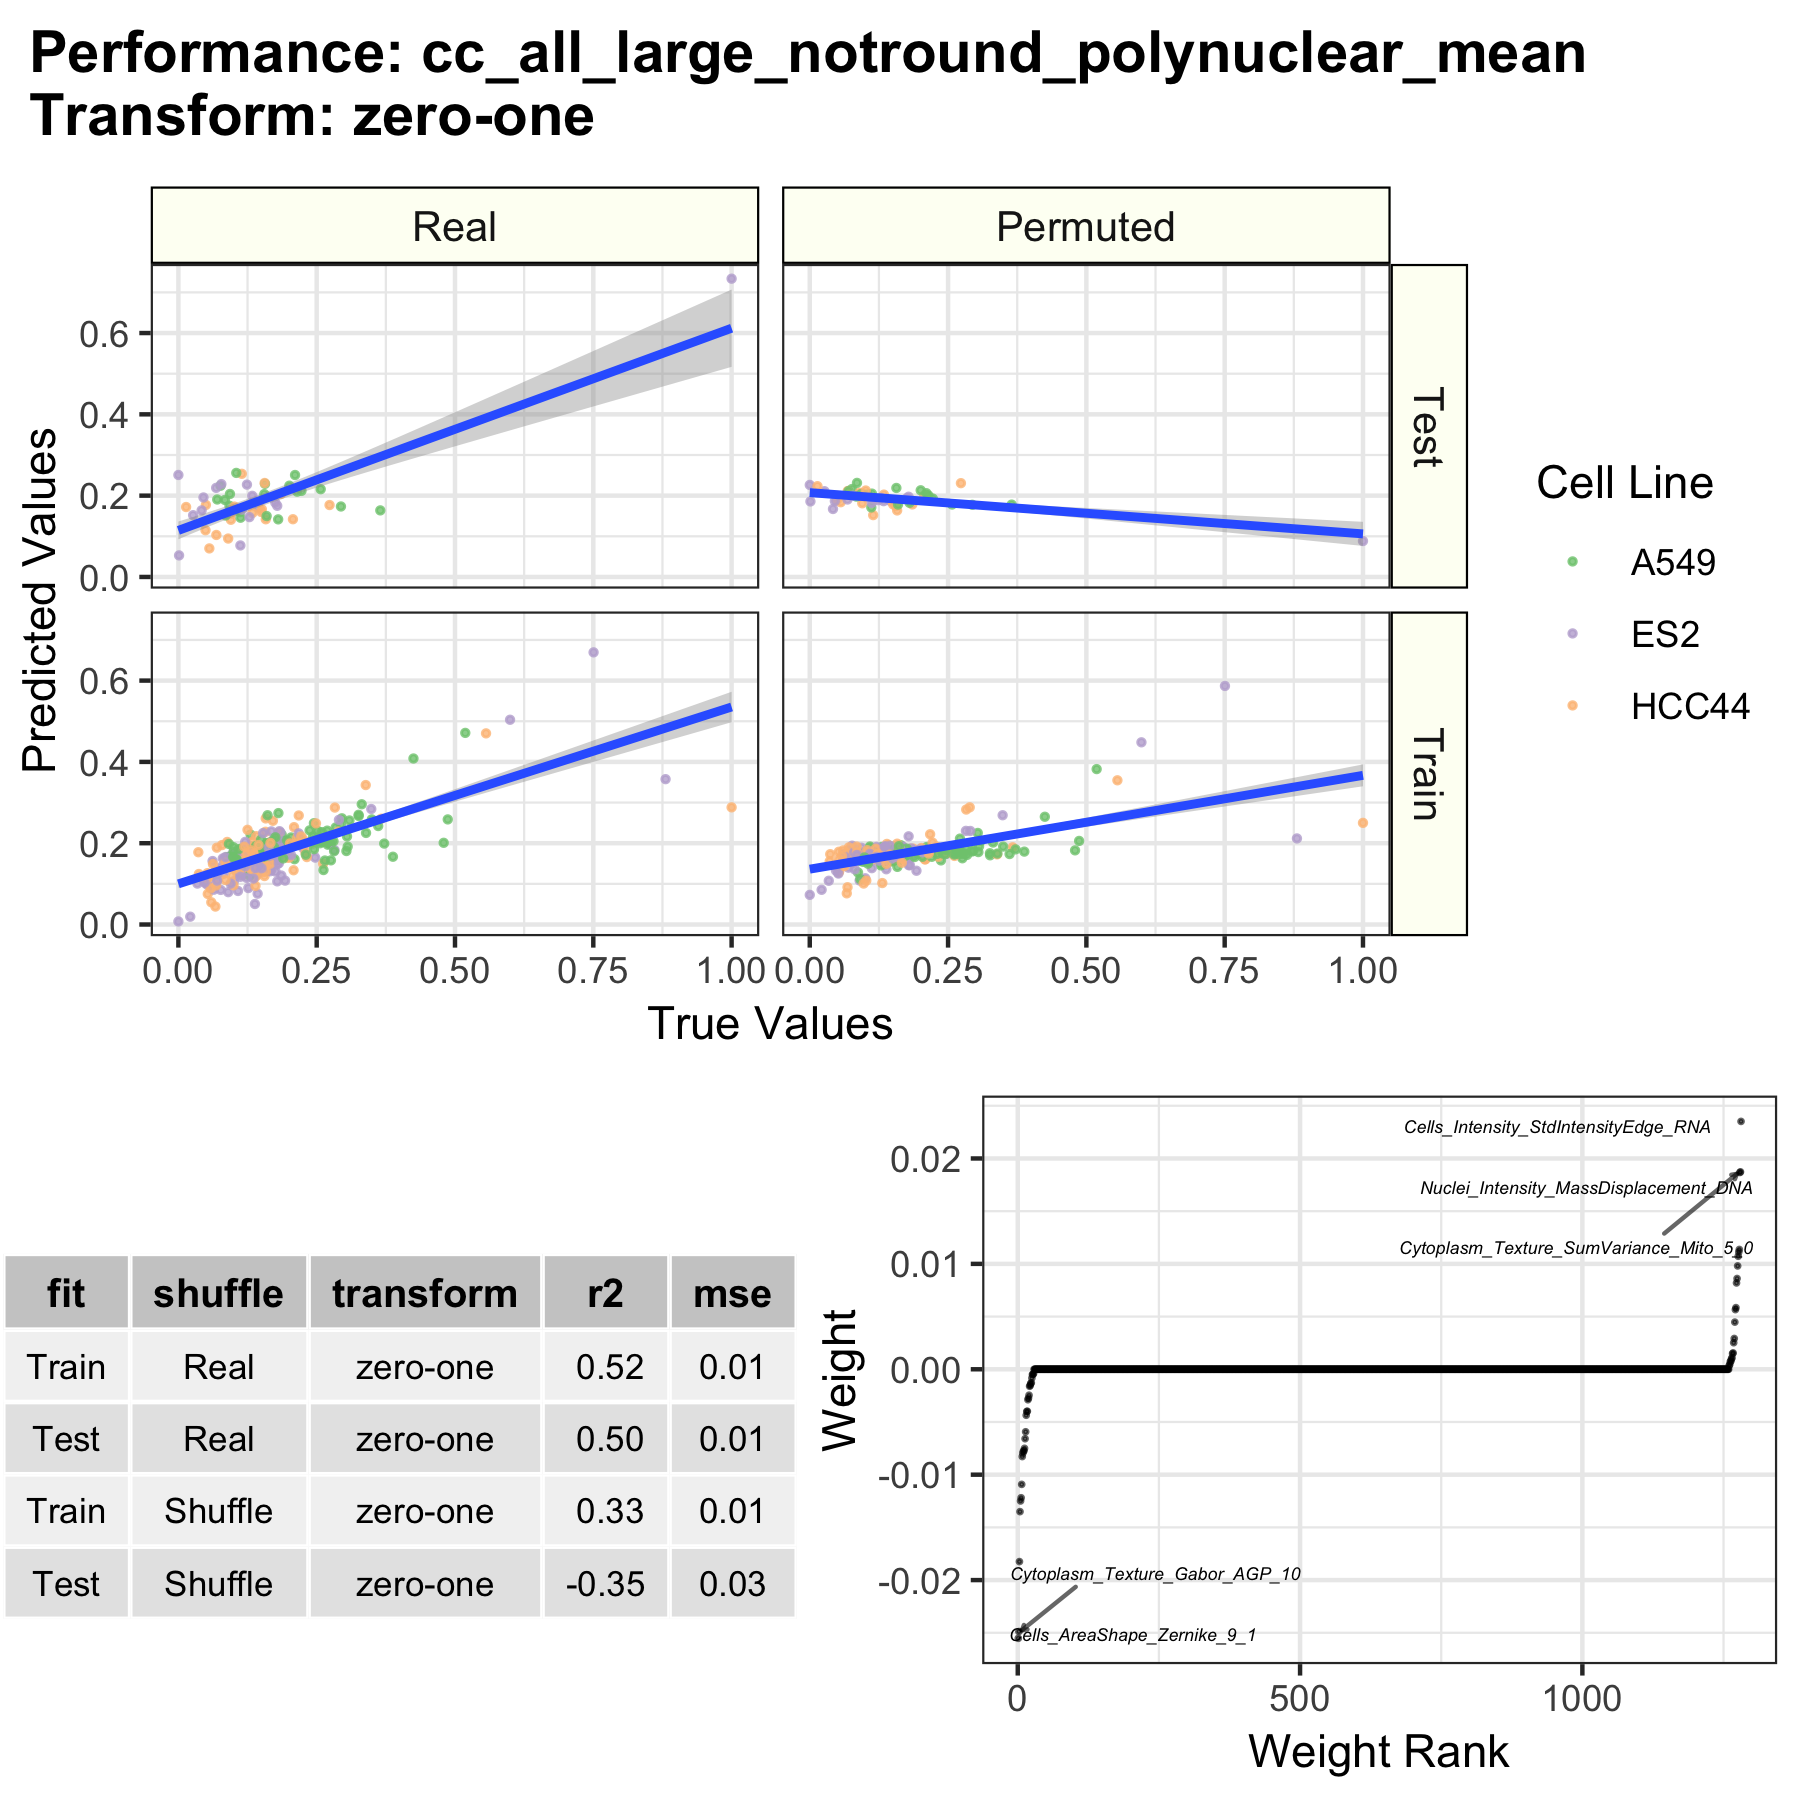 Performance: cc_all_large_notround_polynuclear_mean
Transform: zero-one
Real
Permuted
0.6
0.4
0.2
0.0
Test
0.6
0.4
0.2
0.0
Train
Predicted Values
0.00 0.25 0.50 0.75 1.00
0.00 0.25 0.50 0.75 1.00
True Values
Cell Line
A549
ES2
HCC44
fit shuffle transform r2 mse
Train Real zero-one 0.52 0.01
Test Real zero-one 0.50 0.01
Train Shuffle zero-one 0.33 0.01
Test Shuffle zero-one -0.35 0.03
Weight
0.02
0.01
0.00
-0.01
-0.02
Cells_Intensity_StdIntensityEdge_RNA
Nuclei_Intensity_MassDisplacement_DNA
Cytoplasm_Texture_SumVariance_Mito_5_0
Cytoplasm_Texture_Gabor_AGP_10
Cells_AreaShape_Zernike_9_1
0 500 1000
Weight Rank